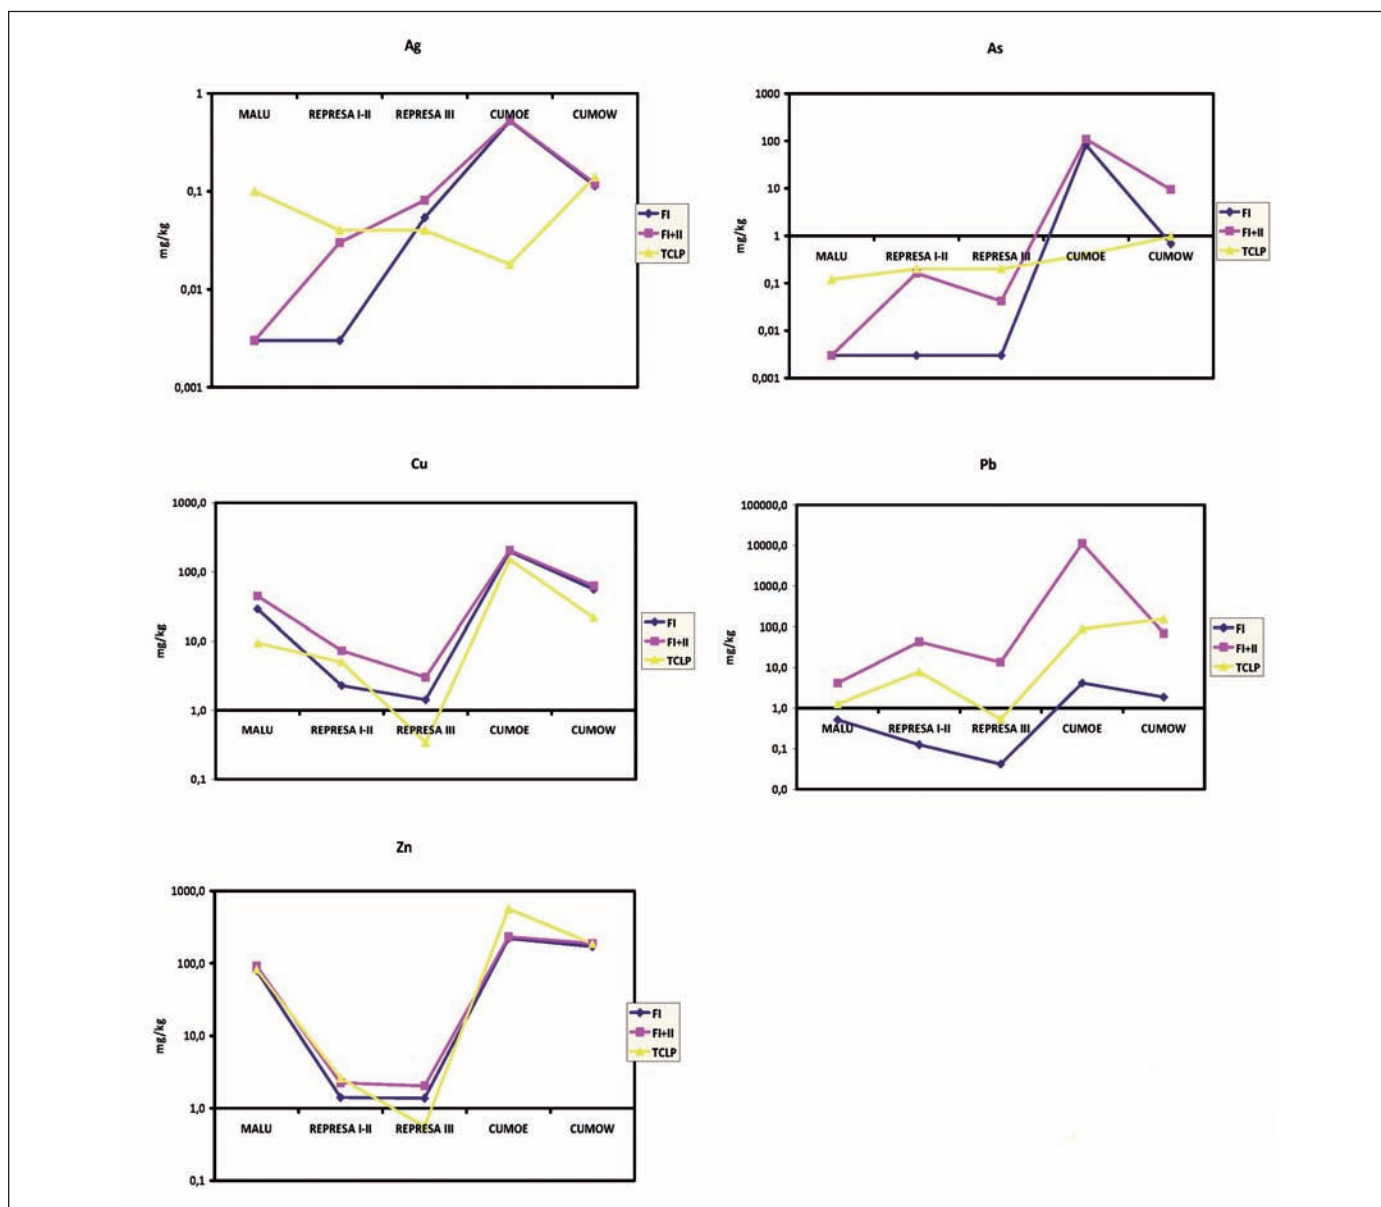 Ag
1
0,1
0,01
0,001
mg/kg
MALU REPRESA I-II REPRESA III CUMOE CUMOW
FI
FI+II
TCLP
As
1000
100
10
1
0,1
0,01
0,001
mg/kg
MALU REPRESA I-II REPRESA III CUMOE CUMOW
FI
FI+II
TCLP
Cu
1000,0
100,0
10,0
1,0
0,1
mg/kg
MALU REPRESA I-II REPRESA III CUMOE CUMOW
FI
FI+II
TCLP
Pb
100000,0
10000,0
1000,0
100,0
10,0
1,0
0,1
0,0
mg/kg
MALU REPRESA I-II REPRESA III CUMOE CUMOW
FI
FI+II
TCLP
Zn
1000,0
100,0
10,0
1,0
0,1
mg/kg
MALU REPRESA I-II REPRESA III CUMOE CUMOW
FI
FI+II
TCLP